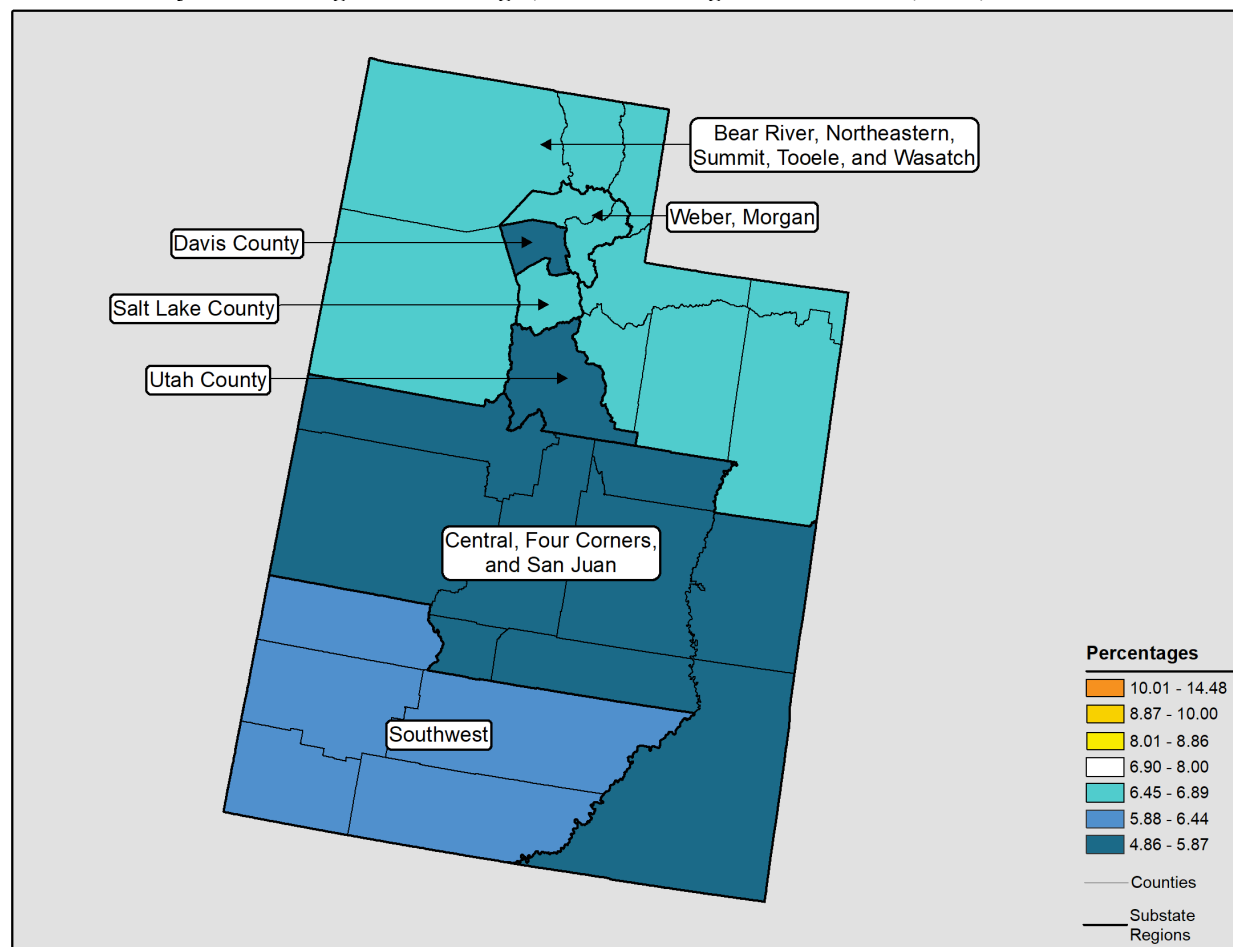 Bear River, Northeastern,
Summit, Tooele, and Wasatch
Weber, Morgan
Davis County
Salt Lake County
Utah County
Central, Four Corners,
and San Juan
Southwest
Percentages
10.01 - 14.48
8.87 - 10.00
8.01 - 8.86
6.90 - 8.00
6.45 - 6.89
5.88 - 6.44
4.86 - 5.87
Counties
Substate
Regions